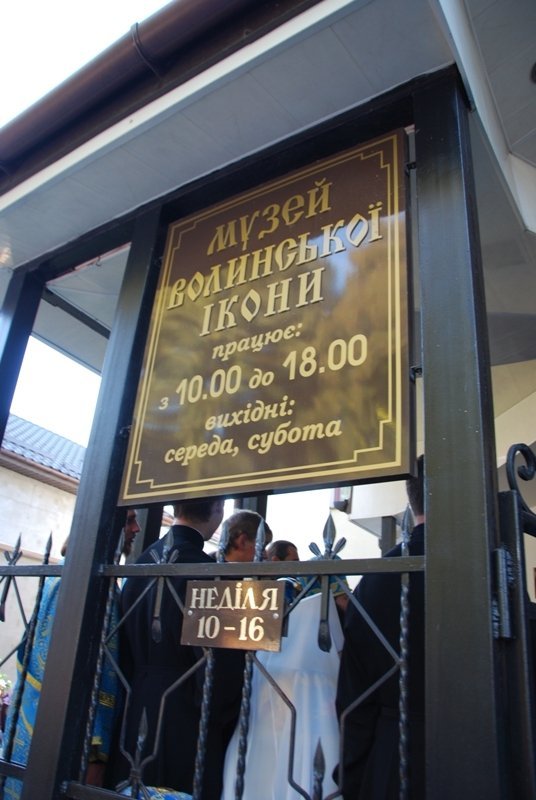 МУЗЕЙ
ВОЛИНСЬКОЇ
ІКОНИ
працює:
з 10.00 до 18.00
вихідні:
середа, субота
НЕДІЛЯ
10-16